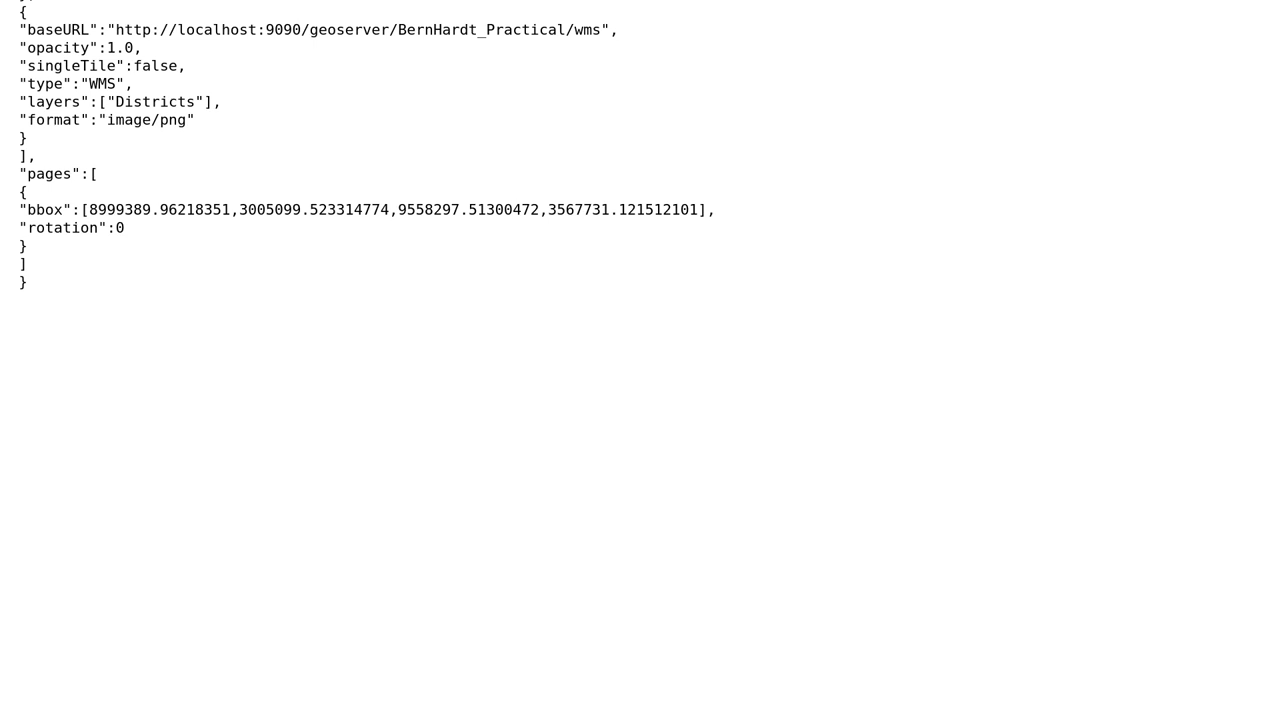 {
"baseURL":"http://localhost:9090/geoserver/BernHardt_Practical/wms",
"opacity":1.0,
"singleTile":false,
"type":"WMS",
"layers":["Districts"],
"format":"image/png"
}
],
"pages":[
{
"bbox":[8999389.96218351,3005099.523314774,9558297.51300472,3567731.121512101],
"rotation":0
}
]
}